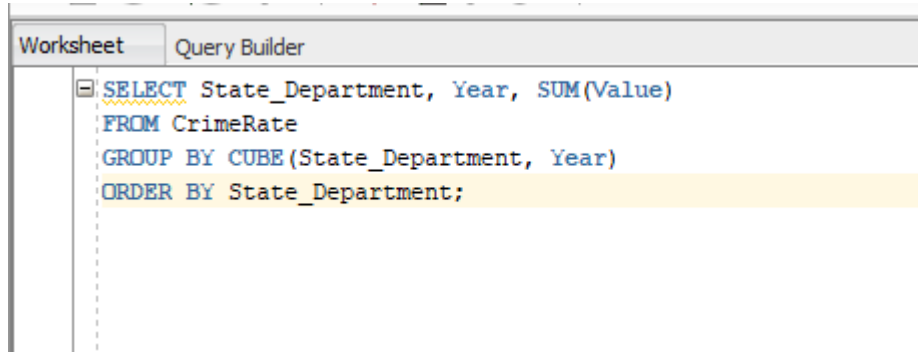 Worksheet Query Builder
SELECT State_Department, Year, SUM(Value)
FROM CrimeRate
GROUP BY CUBE(State_Department, Year)
ORDER BY State_Department;